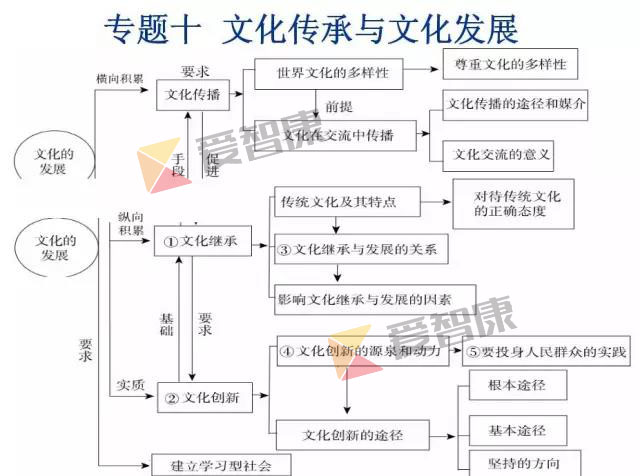 专题十 文化传承与文化发展
横向积累
要求
文化传播
世界文化的多样性
尊重文化的多样性
前提
文化在交流中传播
文化传播的途径和媒介
文化交流的意义
文化的
发展
手段
促进
爱智康
纵向
积累
文化的
发展
①文化继承
传统文化及其特点
对待传统文化
的正确态度
③文化继承与发展的关系
影响文化继承与发展的因素
基础
要求
爱智康
要求
实质
②文化创新
④文化创新的源泉和动力
⑤要投身人民群众的实践
文化创新的途径
根本途径
基本途径
坚持的方向
建立学习型社会